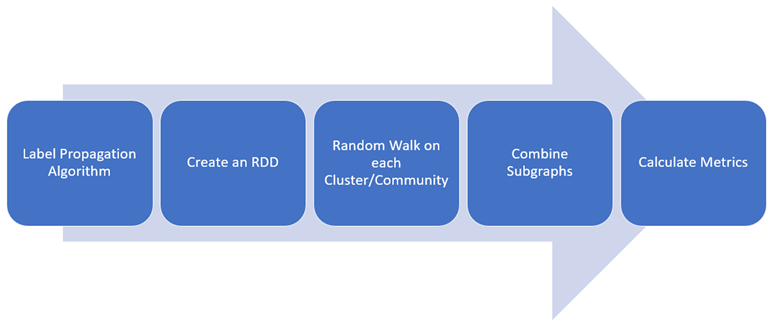 Label Propagation
Algorithm
Create an RDD
Random Walk on
each
Cluster/Community
Combine
Subgraphs
Calculate Metrics